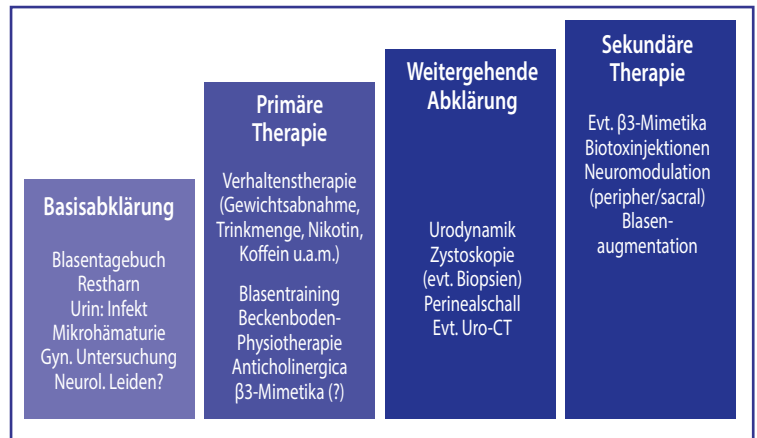 Basisabklärung
Blasentagebuch
Restharn
Urin: Infekt
Mikrohämaturie
Gyn. Untersuchung
Neurol. Leiden?
Primäre
Therapie
Verhaltenstherapie
(Gewichtsabnahme,
Trinkmenge, Nikotin,
Koffein u.a.m.)
Blasentraining
Beckenboden-
Physiotherapie
Anticholinergica
β3-Mimetika (?)
Weitergehende
Abklärung
Urodynamik
Zystoskopie
(evt. Biopsien)
Perinealschall
Evt. Uro-CT
Sekundäre
Therapie
Evt. β3-Mimetika
Biotoxinjektionen
Neuromodulation
(peripher/sacral)
Blasen-
augmentation